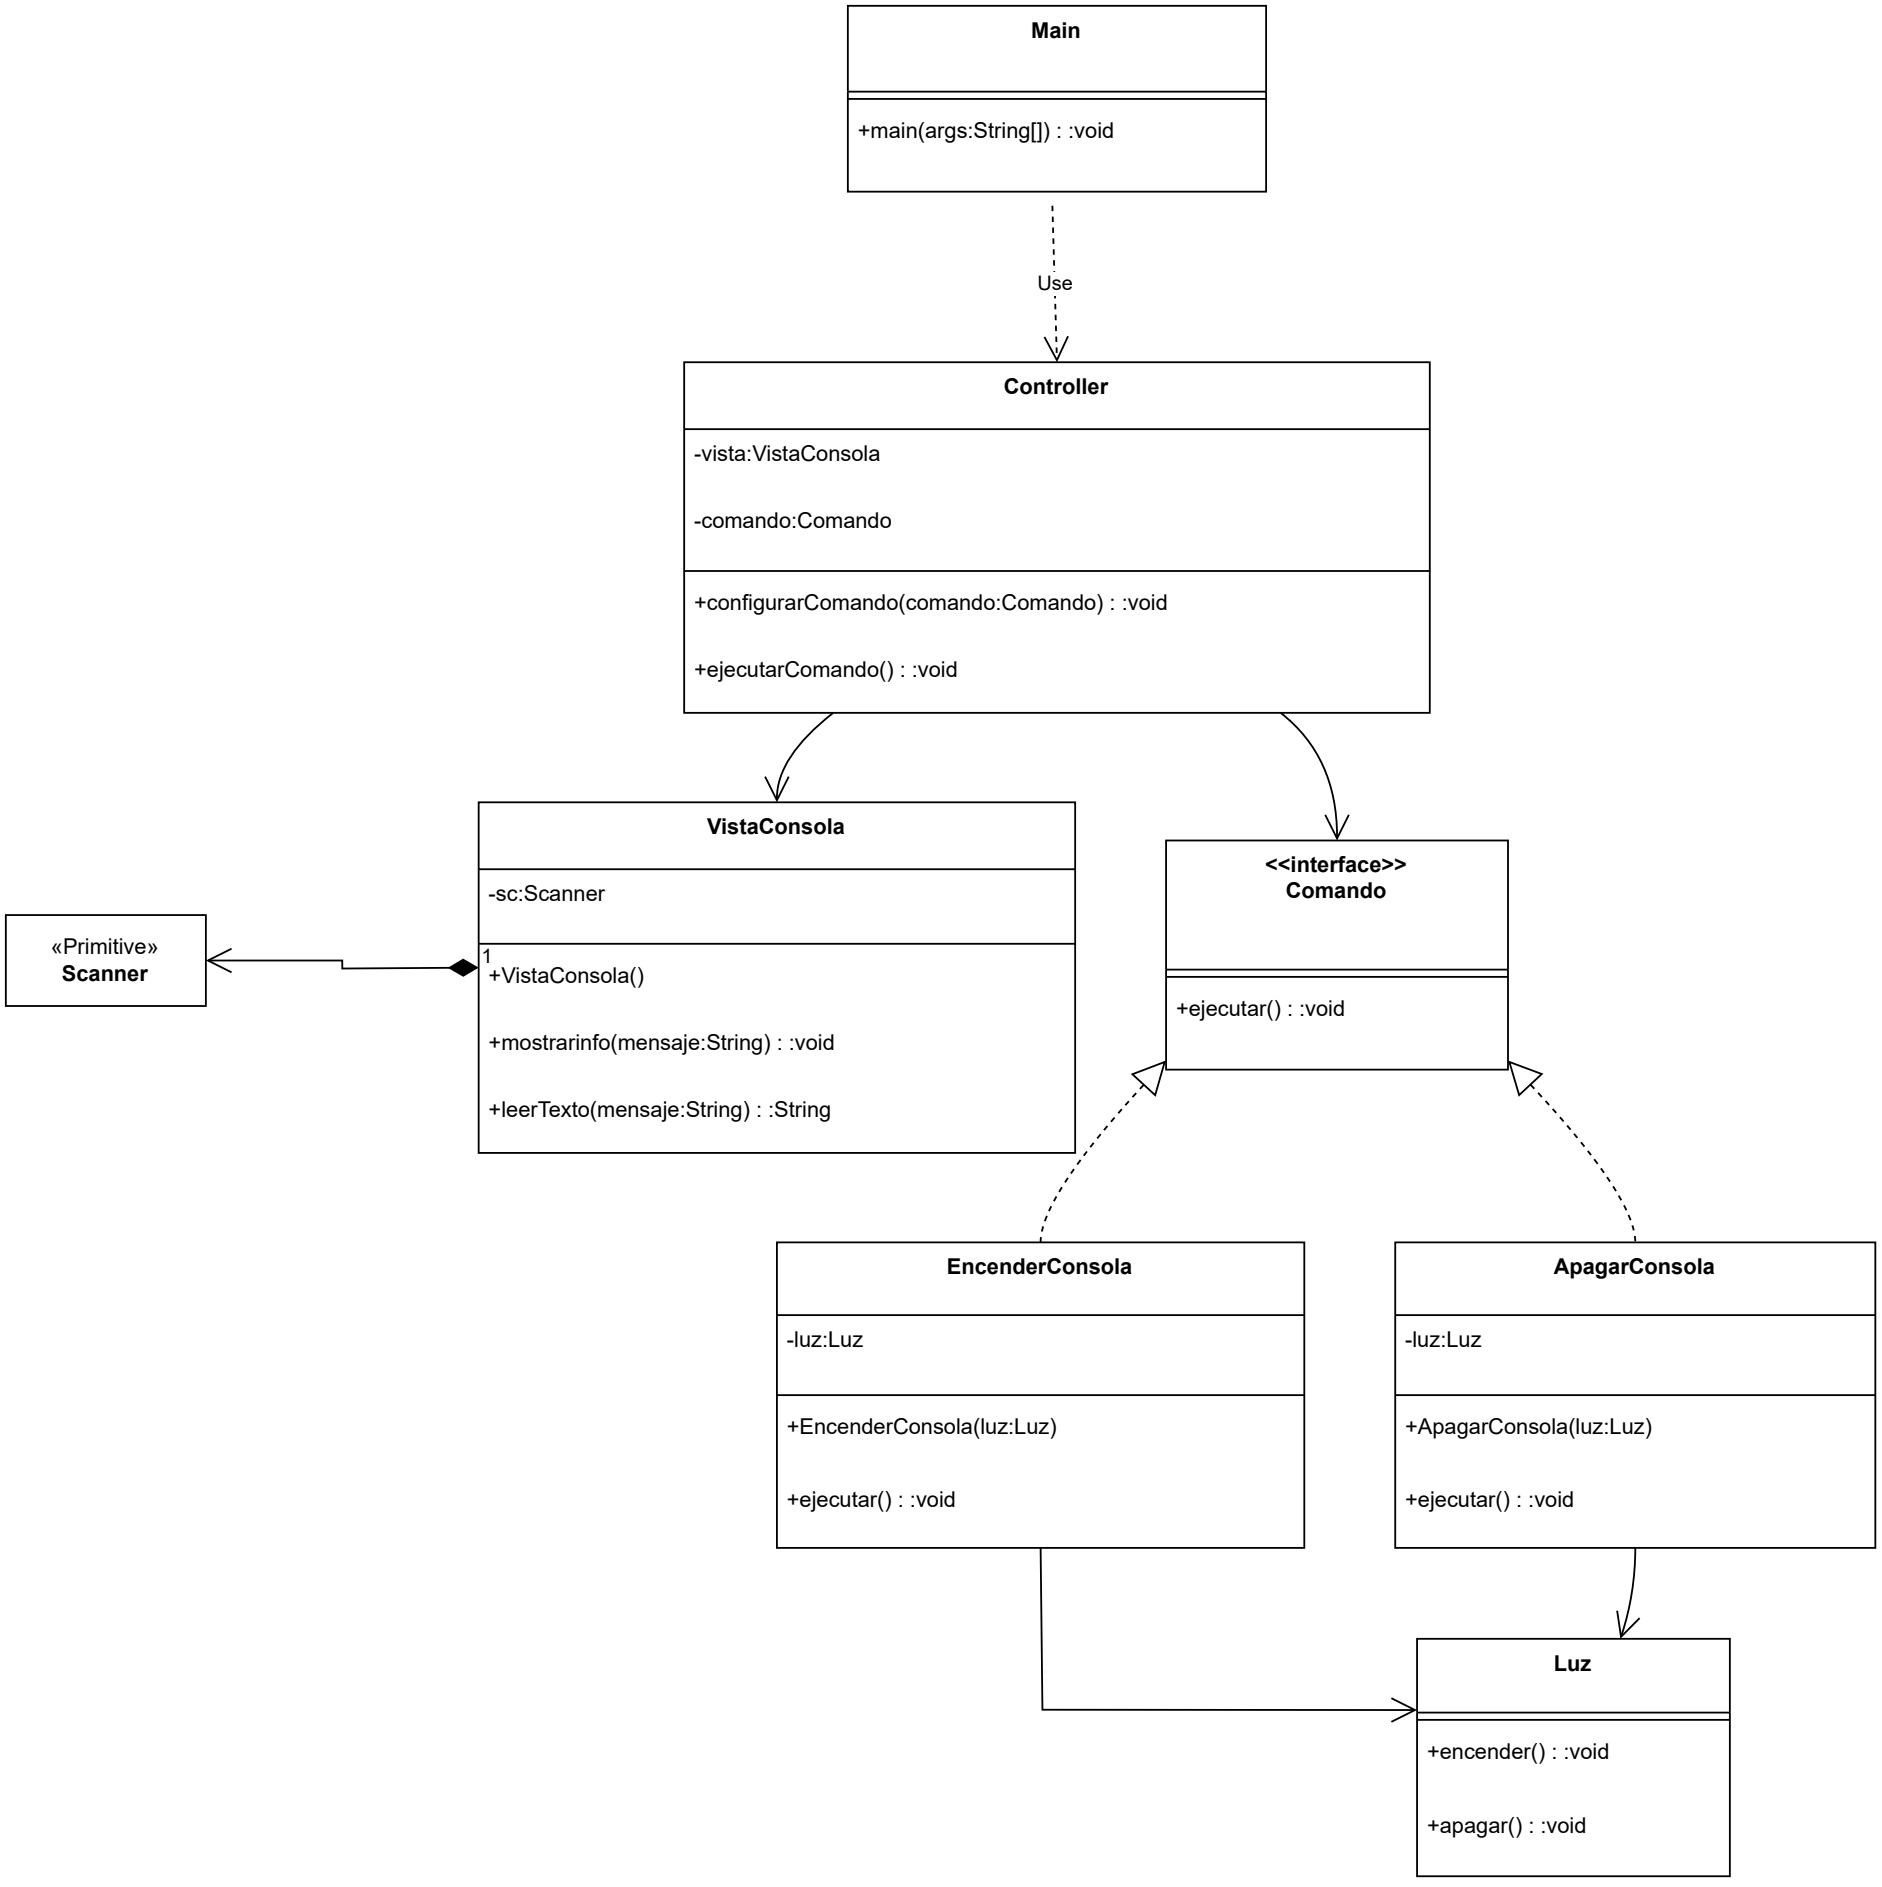 Main
+main(args:String[]) : :void
Use
Controller
-vista:VistaConsola
-comando:Comando
+configurarComando(comando:Comando) : :void
+ejecutarComando() : :void
VistaConsola
-sc:Scanner
1
+VistaConsola()
+mostrarinfo(mensaje:String) : :void
+leerTexto(mensaje:String) : :String
«Primitive»
Scanner
<<interface>>
Comando
+ejecutar() : :void
EncenderConsola
-luz:Luz
+EncenderConsola(luz:Luz)
+ejecutar() : :void
ApagarConsola
-luz:Luz
+ApagarConsola(luz:Luz)
+ejecutar() : :void
Luz
+encender() : :void
+apagar() : :void